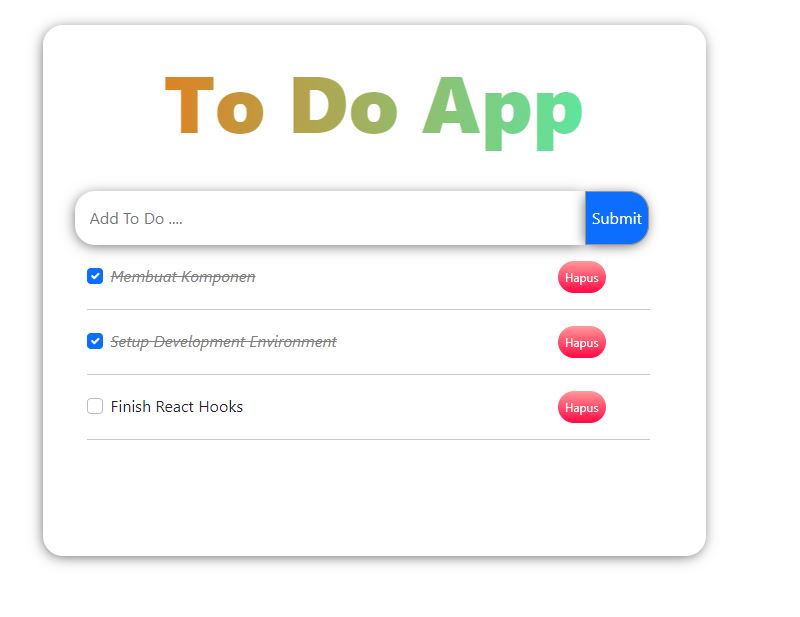 To Do App
Add To Do .... Submit
Membuat Komponen Hapus
Setup Development Environment Hapus
Finish React Hooks Hapus